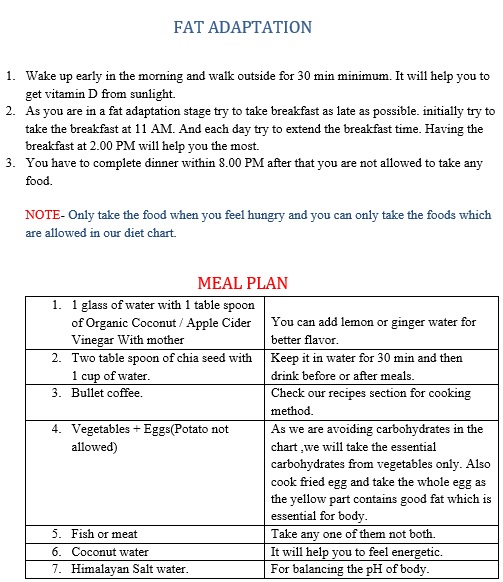 FAT ADAPTATION
1. Wake up early in the morning and walk outside for 30 min minimum. It will help you to
get vitamin D from sunlight.
2. As you are in a fat adaptation stage try to take breakfast as late as possible. initially try to
take the breakfast at 11 AM. And each day try to extend the breakfast time. Having the
breakfast at 2.00 PM will help you the most.
3. You have to complete dinner within 8.00 PM after that you are not allowed to take any
food.
NOTE- Only take the food when you feel hungry and you can only take the foods which
are allowed in our diet chart.
MEAL PLAN
1. 1 glass of water with 1 table spoon
of Organic Coconut / Apple Cider
Vinegar With mother
You can add lemon or ginger water for
better flavor.
2. Two table spoon of chia seed with
1 cup of water.
Keep it in water for 30 min and then
drink before or after meals.
3. Bullet coffee.
Check our recipes section for cooking
method.
4. Vegetables + Eggs(Potato not
allowed)
As we are avoiding carbohydrates in the
chart ,we will take the essential
carbohydrates from vegetables only. Also
cook fried egg and take the whole egg as
the yellow part contains good fat which is
essential for body.
5. Fish or meat
Take any one of them not both.
6. Coconut water
It will help you to feel energetic.
7. Himalayan Salt water.
For balancing the pH of body.